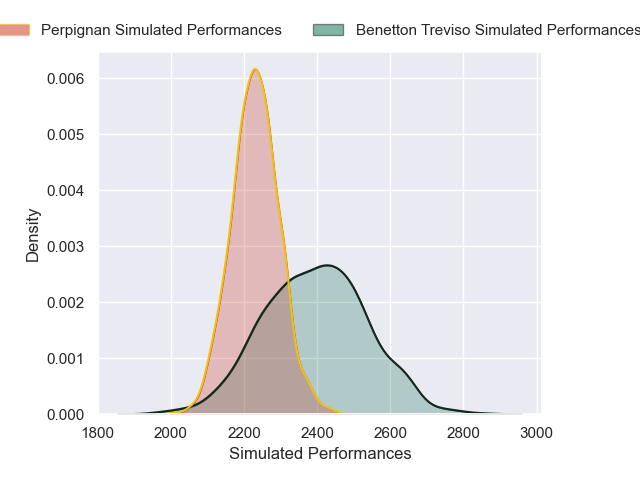 Perpignan Simulated Performances
Benetton Treviso Simulated Performances
0.006
0.005
0.004
0.003
0.002
0.001
0.000
Density
1800 2000 2200 2400 2600 2800 3000
Simulated Performances